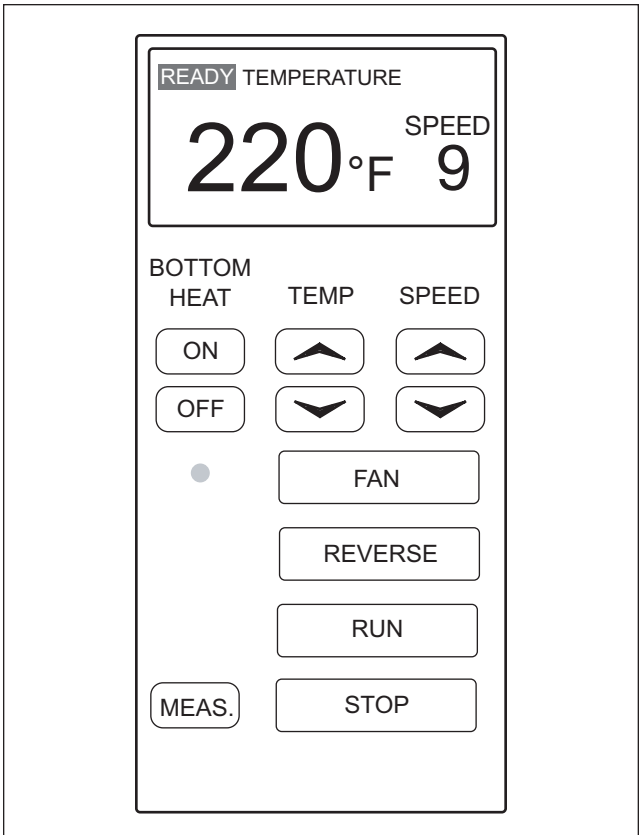 READY TEMPERATURE
SPEED
220°F 9
BOTTOM
HEAT TEMP SPEED
ON
OFF
FAN
REVERSE
RUN
MEAS. STOP